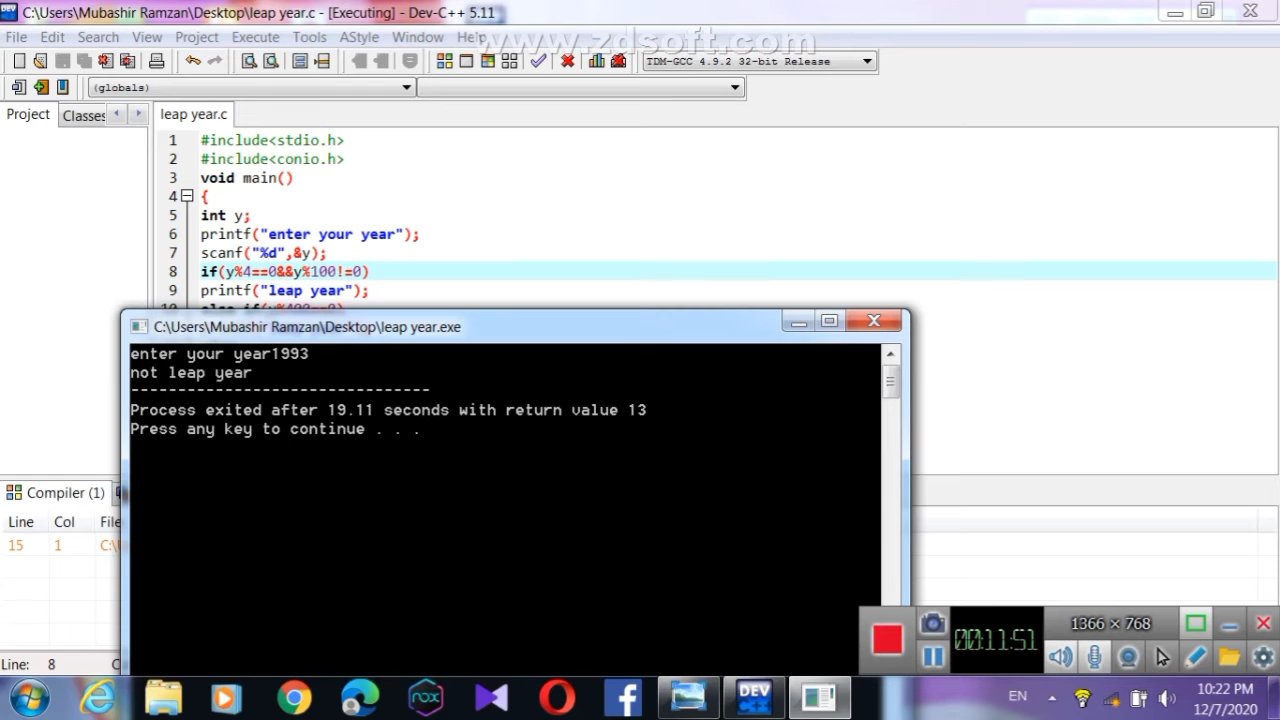 C:\Users\Mubashir Ramzan\Desktop\leap year.c - [Executing] - Dev-C++ 5.11
File Edit Search View Project Execute Tools AStyle Window Help
www.zdsoft.com
TDM-GCC 4.9.2 32-bit Release
(globals)
Project Classes leap year.c
1 #include<stdio.h>
2 #include<conio.h>
3 void main()
4 {
5 int y;
6 printf("enter your year");
7 scanf("%d",&y);
8 if(y%4==0&&y%100!=0)
9 printf("leap year");
10 else if(y%400==0)
C:\Users\Mubashir Ramzan\Desktop\leap year.exe
enter your year1993
not leap year
--------------------------------
Process exited after 19.11 seconds with return value 13
Press any key to continue . . .
Compiler (1)
Line Col File
15 1 C:\
00:11:51
1366 × 768
Line: 8
EN
10:22 PM
12/7/2020
DEV
C++
nox